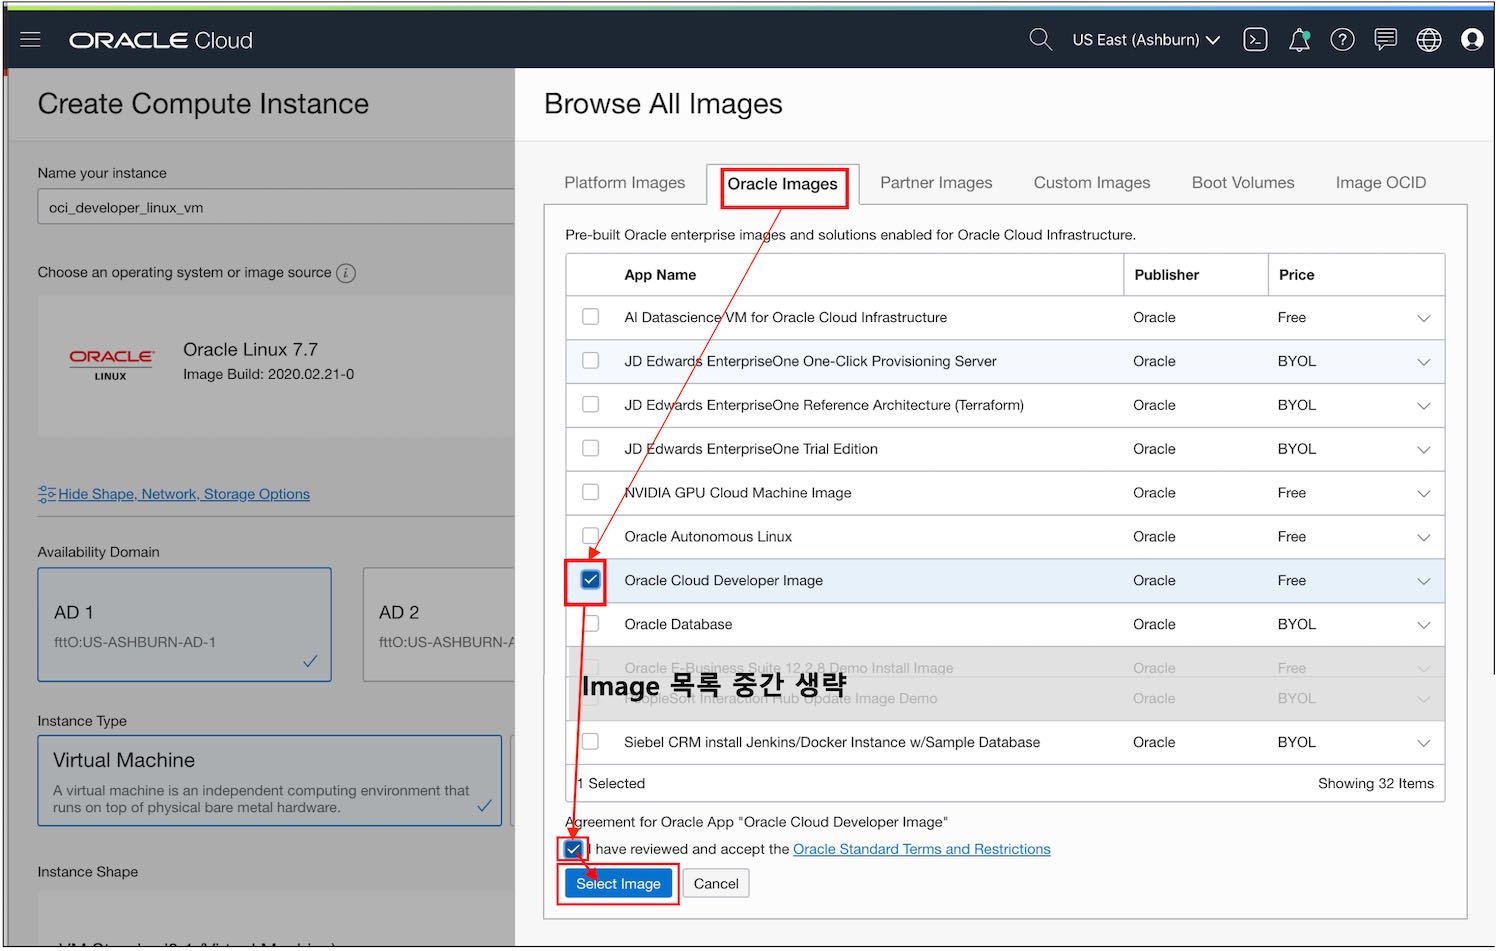 ORACLE Cloud
US East (Ashburn)
Create Compute Instance
Name your instance
oci_developer_linux_vm
Choose an operating system or image source i
ORACLE
LINUX
Oracle Linux 7.7
Image Build: 2020.02.21-0
Hide Shape, Network, Storage Options
Availability Domain
AD 1
fttO:US-ASHBURN-AD-1
AD 2
fttO:US-ASHBURN-A
Instance Type
Virtual Machine
A virtual machine is an independent computing environment that
runs on top of physical bare metal hardware.
Instance Shape
Browse All Images
Platform Images Oracle Images Partner Images Custom Images Boot Volumes Image OCID
Pre-built Oracle enterprise images and solutions enabled for Oracle Cloud Infrastructure.
App Name Publisher Price
AI Datascience VM for Oracle Cloud Infrastructure Oracle Free
JD Edwards EnterpriseOne One-Click Provisioning Server Oracle BYOL
JD Edwards EnterpriseOne Reference Architecture (Terraform) Oracle BYOL
JD Edwards EnterpriseOne Trial Edition Oracle BYOL
NVIDIA GPU Cloud Machine Image Oracle Free
Oracle Autonomous Linux Oracle Free
Oracle Cloud Developer Image Oracle Free
Oracle Database Oracle BYOL
Oracle E-Business Suite 12.2.8 Demo Install Image Oracle Free
Image 목록 중간 생략
PeopleSoft Interaction Hub Update Image Demo Oracle BYOL
Siebel CRM install Jenkins/Docker Instance w/Sample Database Oracle BYOL
1 Selected Showing 32 Items
Agreement for Oracle App "Oracle Cloud Developer Image"
I have reviewed and accept the Oracle Standard Terms and Restrictions
Select Image Cancel